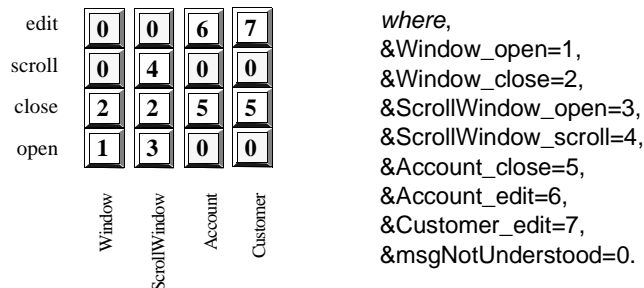 edit 0 0 6 7
scroll 0 4 0 0
close 2 2 5 5
open 1 3 0 0
Window ScrollWindow Account Customer
where,
&Window_open=1,
&Window_close=2,
&ScrollWindow_open=3,
&ScrollWindow_scroll=4,
&Account_close=5,
&Account_edit=6,
&Customer_edit=7,
&msgNotUnderstood=0.